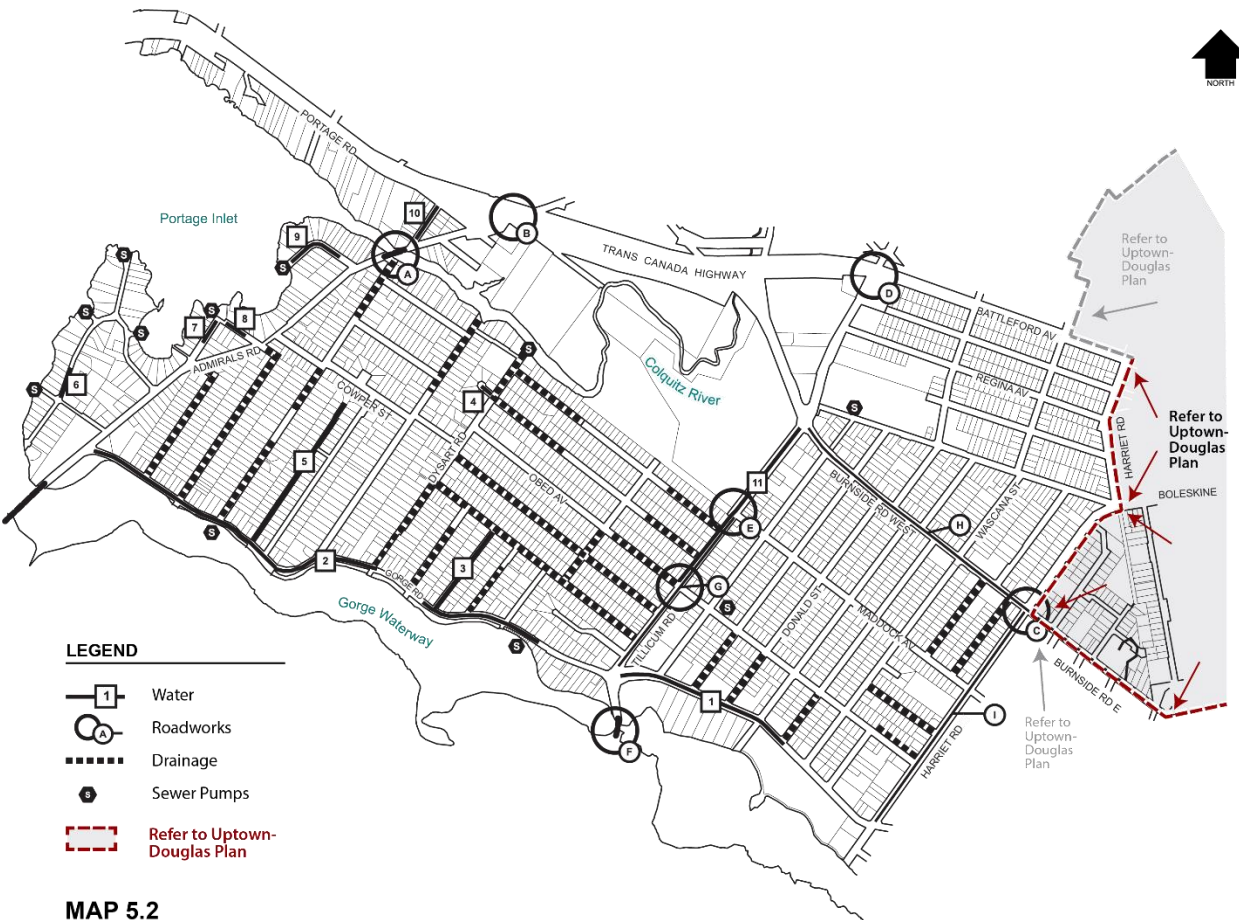 NORTH
PORTAGE RD
Portage Inlet
10
9
B
A
TRANS CANADA HIGHWAY
Refer to
Uptown-
Douglas
Plan
S
S
D
BATTLEFORD AV
S
S
S
7
8
ADMIRALS RD
S
6
S
COWPER ST
S
4
Colquitz River
REGINA AV
S
HARRIET RD
Refer to
Uptown-
Douglas
Plan
BOLESKINE
5
DYSART RD
OBED AV
11
BURNSIDE RD WES
WASCANA ST
H
E
S
2
3
GORGE RD
G
S
DONALD ST
MADDOCK AV
C
Gorge Waterway
S
TILLICUM RD
1
BURNSIDE RD E
I
HARRIET RD
F
Refer to
Uptown-
Douglas
Plan
LEGEND
1 Water
A Roadworks
Drainage
S Sewer Pumps
Refer to Uptown-
Douglas Plan
MAP 5.2